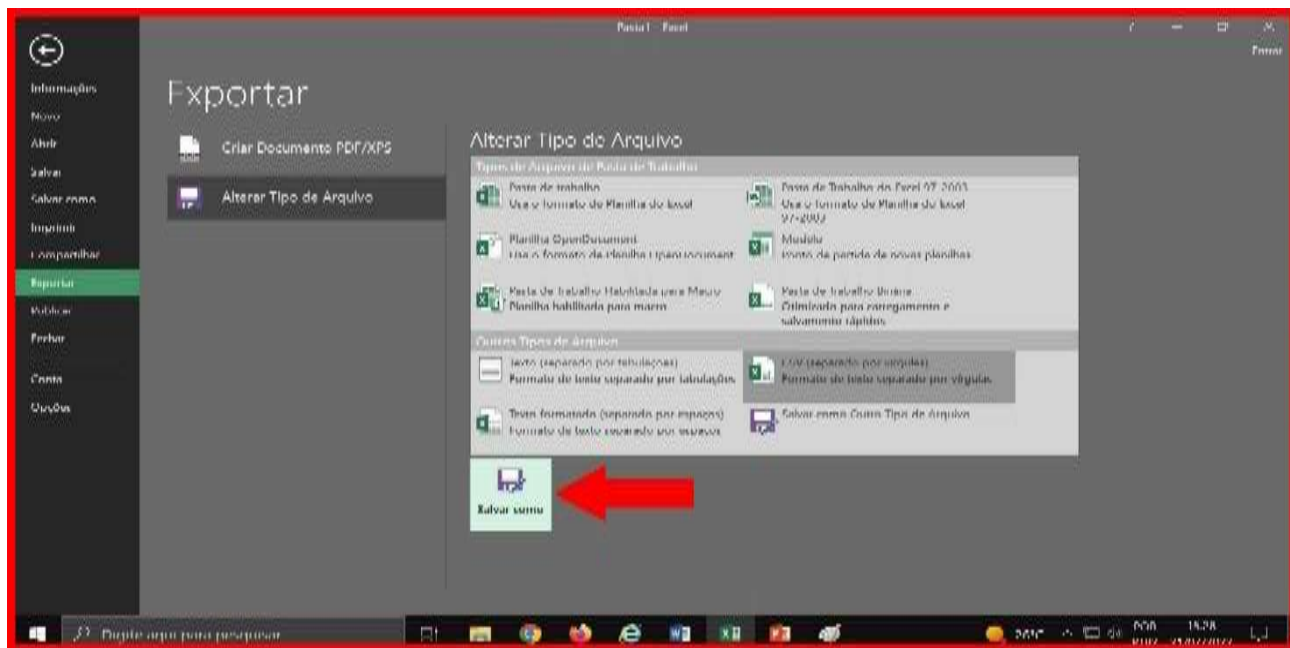 Pasta1 - Excel
Entrar
Informações
Novo
Abrir
Salvar
Salvar como
Imprimir
Compartilhar
Exportar
Publicar
Fechar
Conta
Opções
Exportar
Criar Documento PDF/XPS
Alterar Tipo de Arquivo
Alterar Tipo de Arquivo
Tipos de Arquivo de Pasta de Trabalho
Pasta de trabalho
Usa o formato de Planilha do Excel
Pasta de Trabalho do Excel 97-2003
Usa o formato de Planilha do Excel
97-2003
Planilha OpenDocument
Usa o formato de Planilha OpenDocument
Modelo
Ponto de partida de novas planilhas
Pasta de Trabalho Habilitada para Macro
Planilha habilitada para macro
Pasta de Trabalho Binária
Otimizado para carregamento e
salvamento rápidos
Outros Tipos de Arquivo
Texto (separado por tabulações)
Formato de texto separado por tabulações
CSV (separado por vírgulas)
Formato de texto separado por vírgulas
Texto formatado (separado por espaços)
Formato de texto separado por espaços
Salvar como Outro Tipo de Arquivo
Salvar como
Digite aqui para pesquisar
26°C
POR